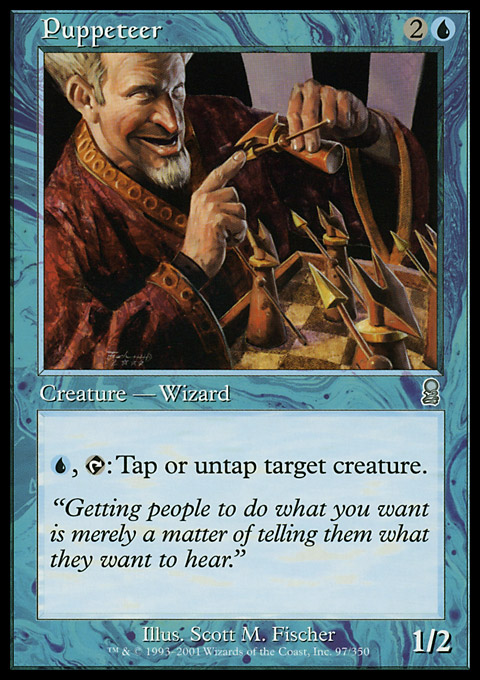 Puppeteer 2
Creature — Wizard
, : Tap or untap target creature.
“Getting people to do what you want
is merely a matter of telling them what
they want to hear.”
Illus. Scott M. Fischer
1/2
™ & © 1993-2001 Wizards of the Coast, Inc. 97/350